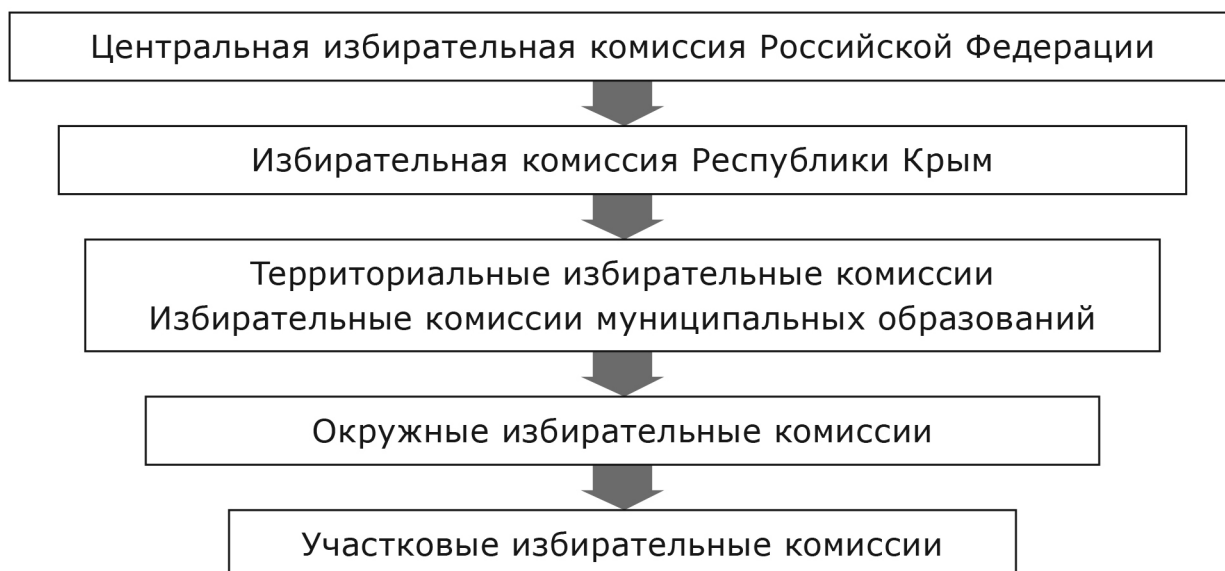 Центральная избирательная комиссия Российской Федерации
Избирательная комиссия Республики Крым
Территориальные избирательные комиссии
Избирательные комиссии муниципальных образований
Окружные избирательные комиссии
Участковые избирательные комиссии